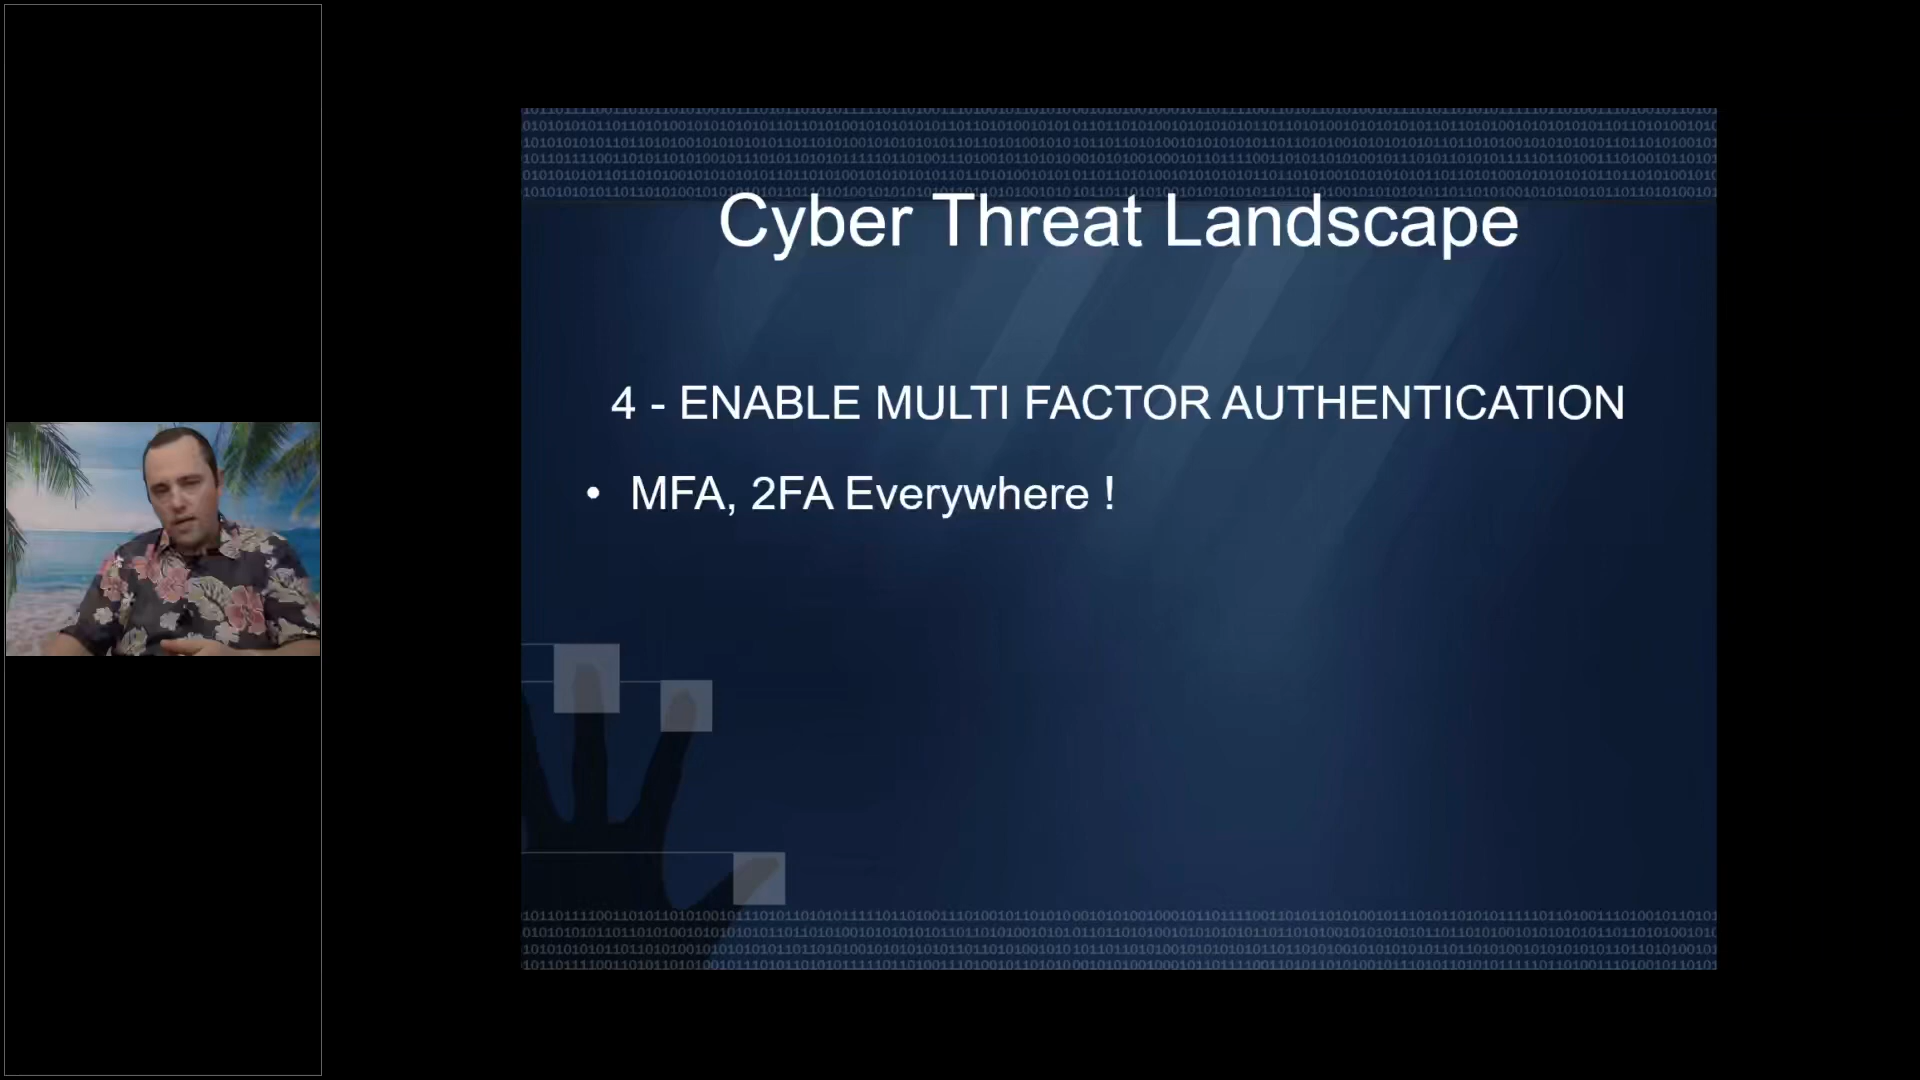 Cyber Threat Landscape
4 - ENABLE MULTI FACTOR AUTHENTICATION
• MFA, 2FA Everywhere !